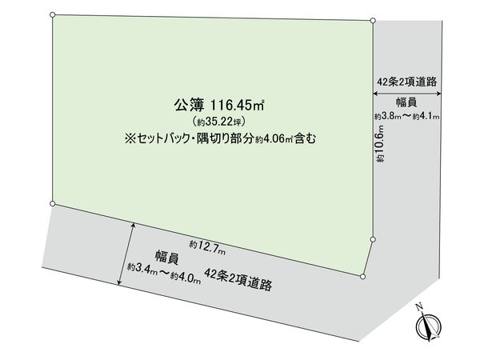 公簿 116.45㎡
（約35.22坪）
※セットバック・隅切り部分約4.06㎡含む
42条2項道路
幅員
約3.8m～約4.1m
約10.6m
約12.7m
幅員
約3.4m～約4.0m
42条2項道路
N